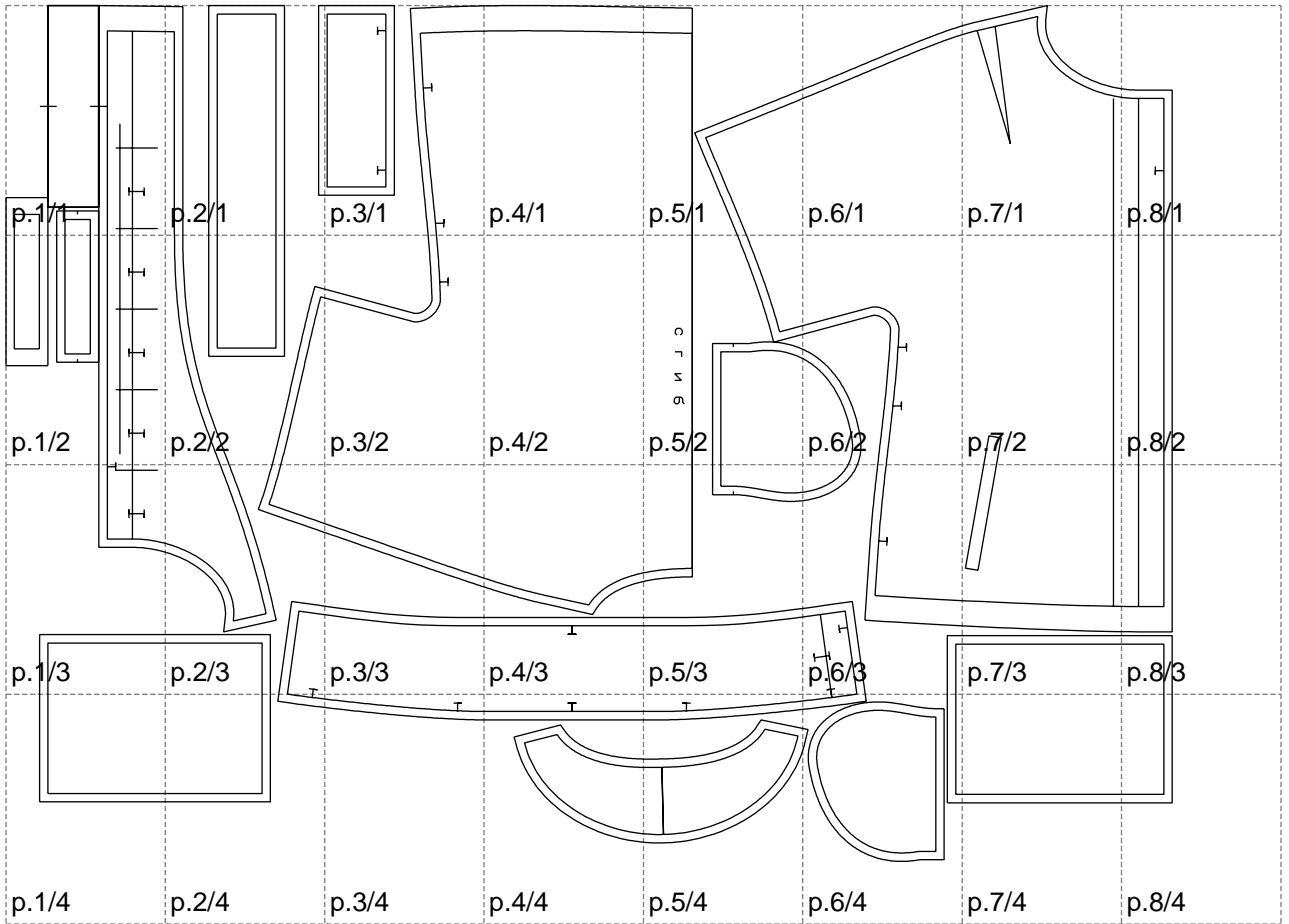 p.1/1 p.2/1 p.3/1 p.4/1 p.5/1 p.6/1 p.7/1 p.8/1
сгиб
p.1/2 p.2/2 p.3/2 p.4/2 p.5/2 p.6/2 p.7/2 p.8/2
p.1/3 p.2/3 p.3/3 p.4/3 p.5/3 p.6/3 p.7/3 p.8/3
p.1/4 p.2/4 p.3/4 p.4/4 p.5/4 p.6/4 p.7/4 p.8/4